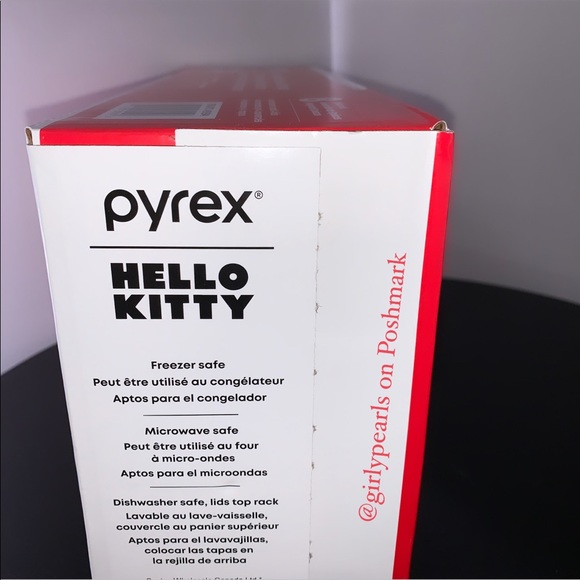 pyrex®
HELLO
KITTY
Freezer safe
Peut être utilisé au congélateur
Aptos para el congelador
Microwave safe
Peut être utilisé au four
à micro-ondes
Aptos para el microondas
Dishwasher safe, lids top rack
Lavable au lave-vaisselle,
couvercle au panier supérieur
Aptos para el lavavajillas,
colocar las tapas en
la rejilla de arriba
@girlypearls on Poshmark